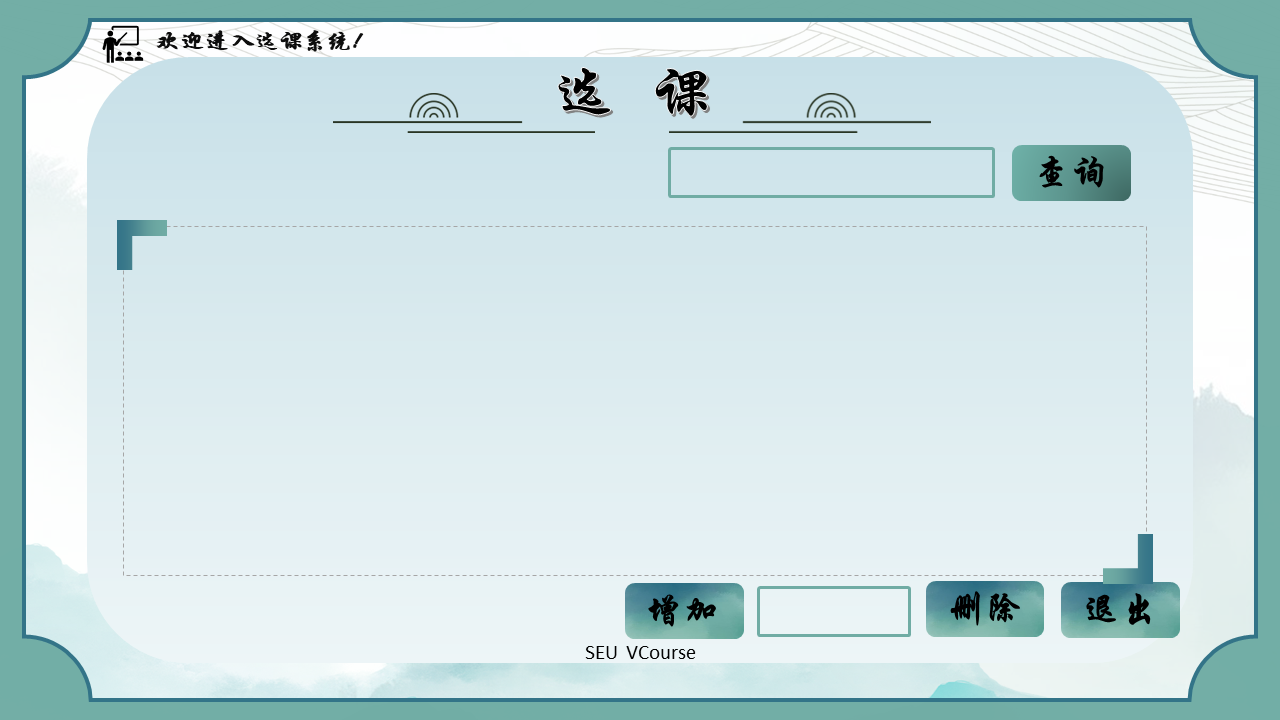 欢迎进入选课系统！
选 课
查 询
增 加
删 除
退 出
SEU VCourse